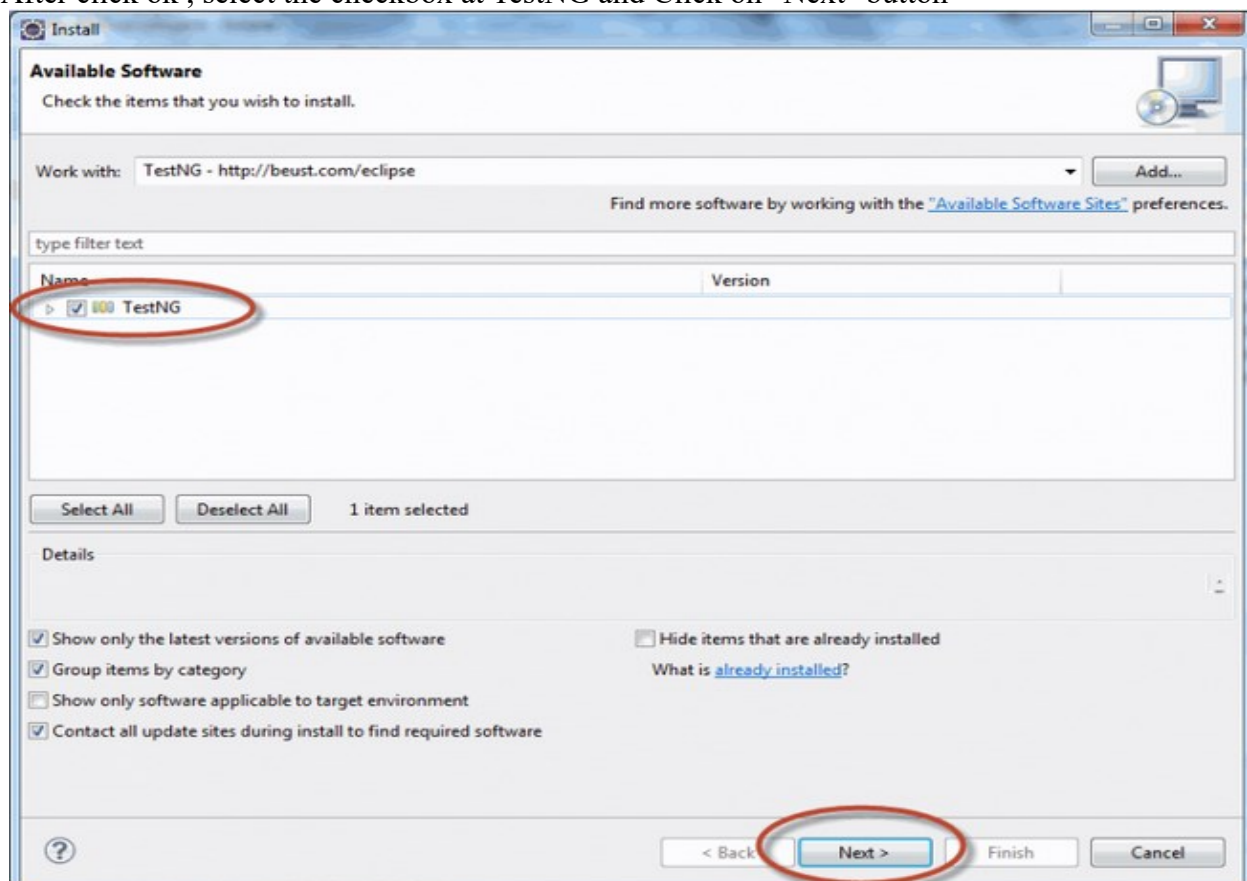 After click ok , select the checkbox at TestNG and Click on "Next" button
Install
Available Software
Check the items that you wish to install.
Work with: TestNG - http://beust.com/eclipse Add...
Find more software by working with the "Available Software Sites" preferences.
type filter text
Name Version
TestNG
Select All Deselect All 1 item selected
Details
Show only the latest versions of available software Hide items that are already installed
Group items by category What is already installed?
Show only software applicable to target environment
Contact all update sites during install to find required software
? < Back Next > Finish Cancel